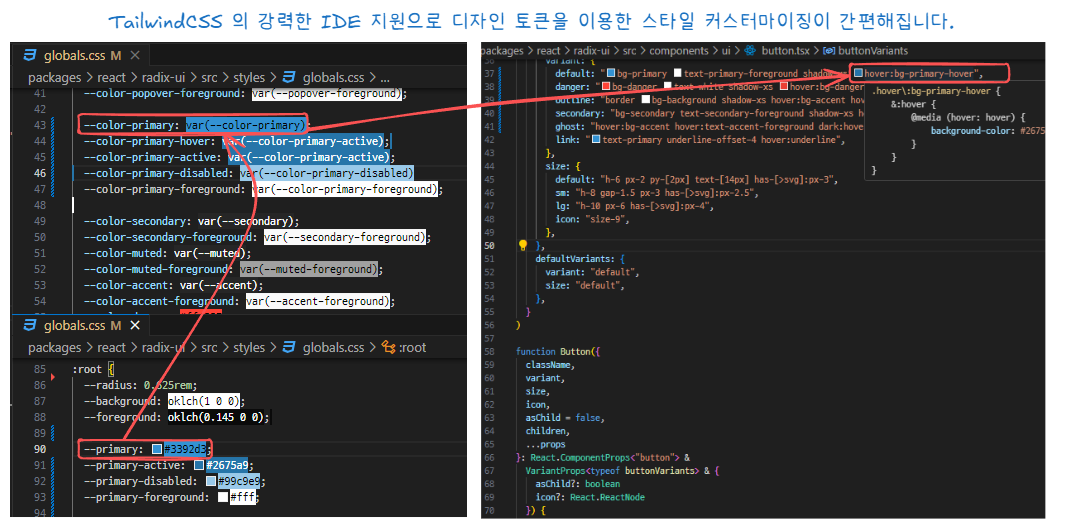 TailwindCSS 의 강력한 IDE 지원으로 디자인 토큰을 이용한 스타일 커스터마이징이 간편해집니다.
globals.css M ×
packages > react > radix-ui > src > styles > globals.css > ...
41 --color-popover-foreground: var(--popover-foreground);
42
43 --color-primary: var(--color-primary);
44 --color-primary-hover: var(--color-primary-active);
45 --color-primary-active: var(--color-primary-active);
46 --color-primary-disabled: var(--color-primary-disabled)
47 --color-primary-foreground: var(--color-primary-foreground);
48
49 --color-secondary: var(--secondary);
50 --color-secondary-foreground: var(--secondary-foreground);
51 --color-muted: var(--muted);
52 --color-muted-foreground: var(--muted-foreground);
53 --color-accent: var(--accent);
54 --color-accent-foreground: var(--accent-foreground);
globals.css M ×
packages > react > radix-ui > src > styles > globals.css > :root
85 :root {
86 --radius: 0.625rem;
87 --background: oklch(1 0 0);
88 --foreground: oklch(0.145 0 0);
89
90 --primary: #3392d3;
91 --primary-active: #2675a9;
92 --primary-disabled: #99c9e9;
93 --primary-foreground: #fff;
94
packages > react > radix-ui > src > components > ui > button.tsx > buttonVariants
variant: {
37 default: "bg-primary text-primary-foreground shadow-xs hover:bg-primary-hover",
38 danger: "bg-danger text-white shadow-xs hover:bg-danger
39 outline: "border bg-background shadow-xs hover:bg-accent hov
40 secondary: "bg-secondary text-secondary-foreground shadow-xs h
41 ghost: "hover:bg-accent hover:text-accent-foreground dark:hov
42 link: "text-primary underline-offset-4 hover:underline",
.hover\:bg-primary-hover {
&:hover {
@media (hover: hover) {
background-color: #2675
}
}
}
43 },
44 size: {
45 default: "h-6 px-2 py-[2px] text-[14px] has-[>svg]:px-3",
46 sm: "h-8 gap-1.5 px-3 has-[>svg]:px-2.5",
47 lg: "h-10 px-6 has-[>svg]:px-4",
48 icon: "size-9",
49 },
50 },
51 defaultVariants: {
52 variant: "default",
53 size: "default",
54 },
55 }
56 )
57
58 function Button({
59 className,
60 variant,
61 size,
62 icon,
63 asChild = false,
64 children,
65 ...props
66 }: React.ComponentProps<"button"> &
67 VariantProps<typeof buttonVariants> & {
68 asChild?: boolean
69 icon?: React.ReactNode
70 }) {